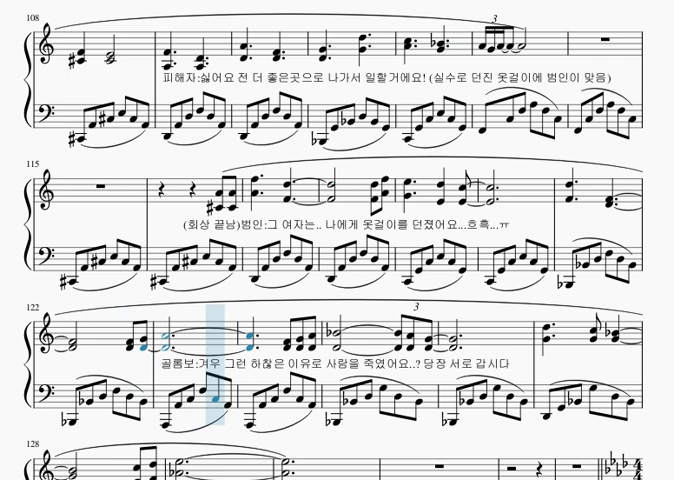 108
3
피해자:싫어요 전 더 좋은곳으로 나가서 일할거에요! (실수로 던진 옷걸이에 범인이 맞음)
115
(회상 끝남)범인:그 여자는.. 나에게 옷걸이를 던졌어요...흐흑...ㅠ
122
3
골롬보:겨우 그런 하찮은 이유로 사람을 죽였어요..? 당장 서로 갑시다
128
4
4